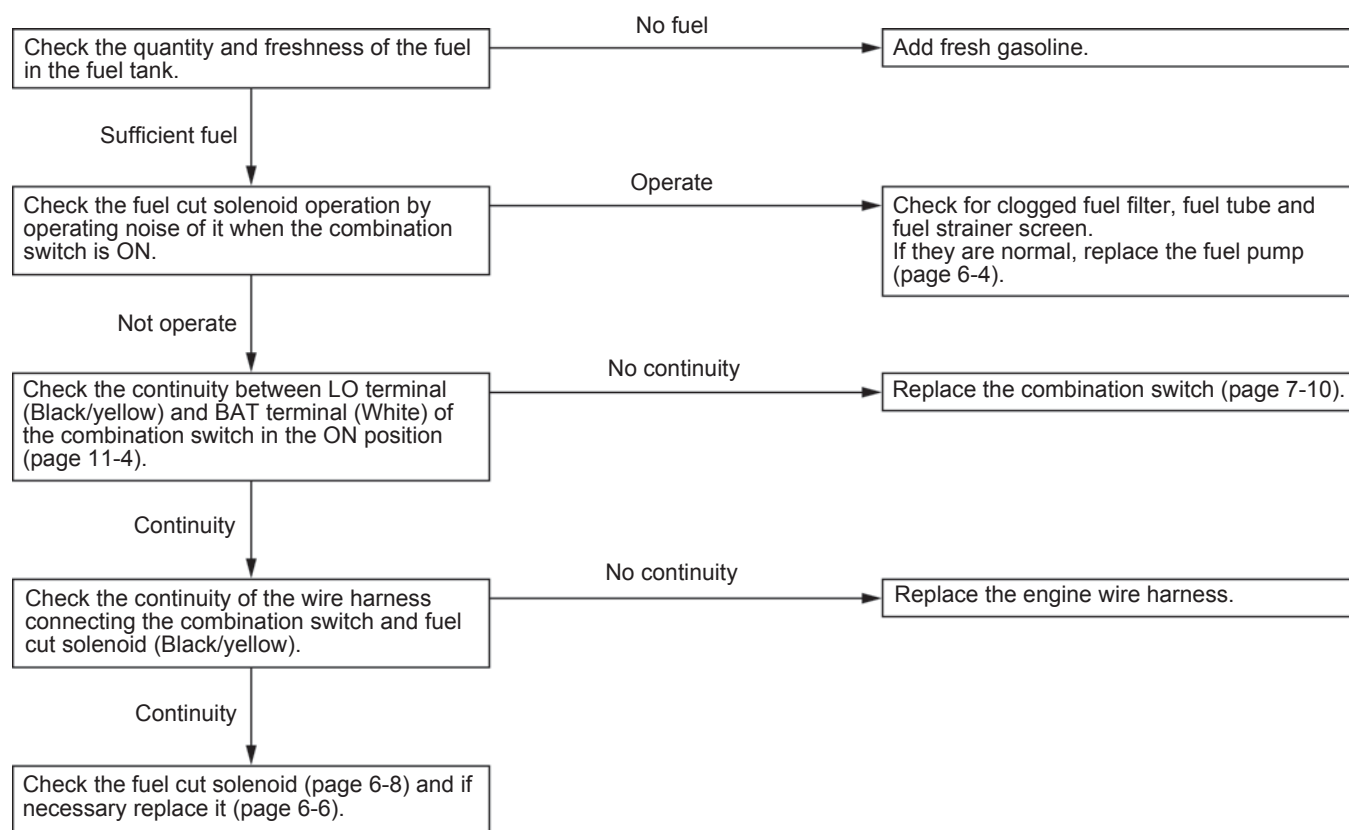 No fuel
Check the quantity and freshness of the fuel
in the fuel tank.
Add fresh gasoline.
Sufficient fuel
Operate
Check the fuel cut solenoid operation by
operating noise of it when the combination
switch is ON.
Check for clogged fuel filter, fuel tube and
fuel strainer screen.
If they are normal, replace the fuel pump
(page 6-4).
Not operate
No continuity
Check the continuity between LO terminal
(Black/yellow) and BAT terminal (White) of
the combination switch in the ON position
(page 11-4).
Replace the combination switch (page 7-10).
Continuity
No continuity
Check the continuity of the wire harness
connecting the combination switch and fuel
cut solenoid (Black/yellow).
Replace the engine wire harness.
Continuity
Check the fuel cut solenoid (page 6-8) and if
necessary replace it (page 6-6).